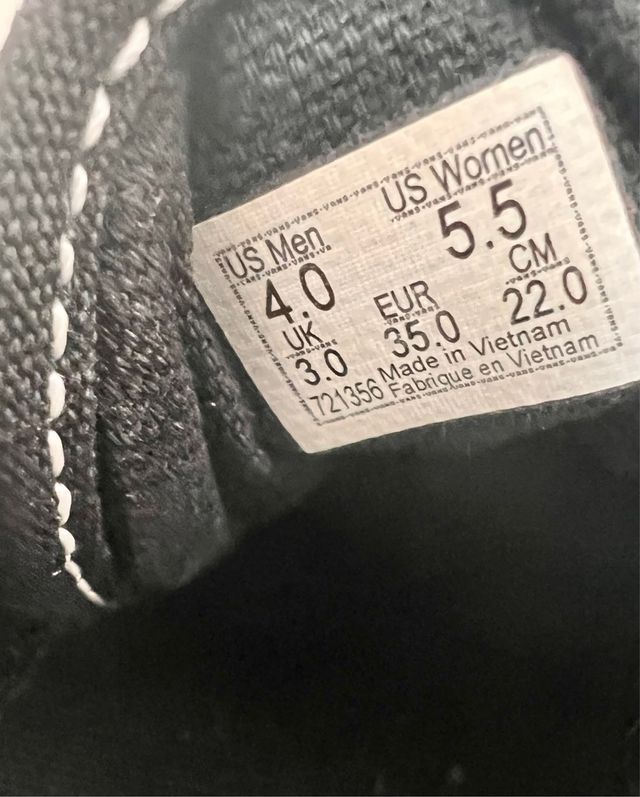 US Men US Women
4.0 5.5
UK EUR CM
3.0 35.0 22.0
Made in Vietnam
721356 Fabrique en Vietnam